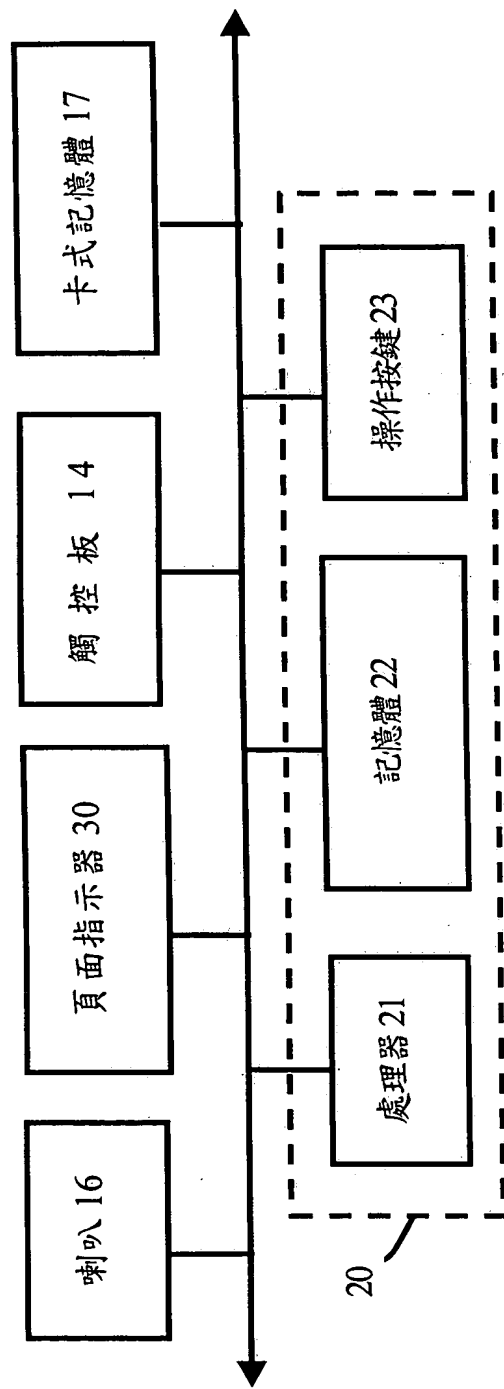 喇叭 16
頁面指示器 30
觸控板 14
卡式記憶體 17
處理器 21
記憶體 22
操作按鍵 23
20